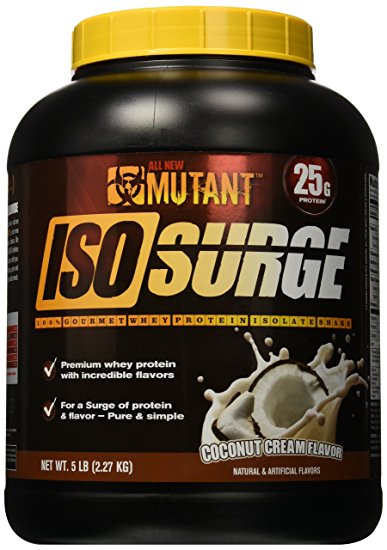 ALL NEW
MUTANT™
25G
PROTEIN
ISO SURGE
100% GOURMET WHEY PROTEIN ISOLATE SHAKE
Premium whey protein
with incredible flavors
For a Surge of protein
& flavor – Pure & simple
COCONUT CREAM FLAVOR
NET WT. 5 LB (2.27 KG)
NATURAL & ARTIFICIAL FLAVORS